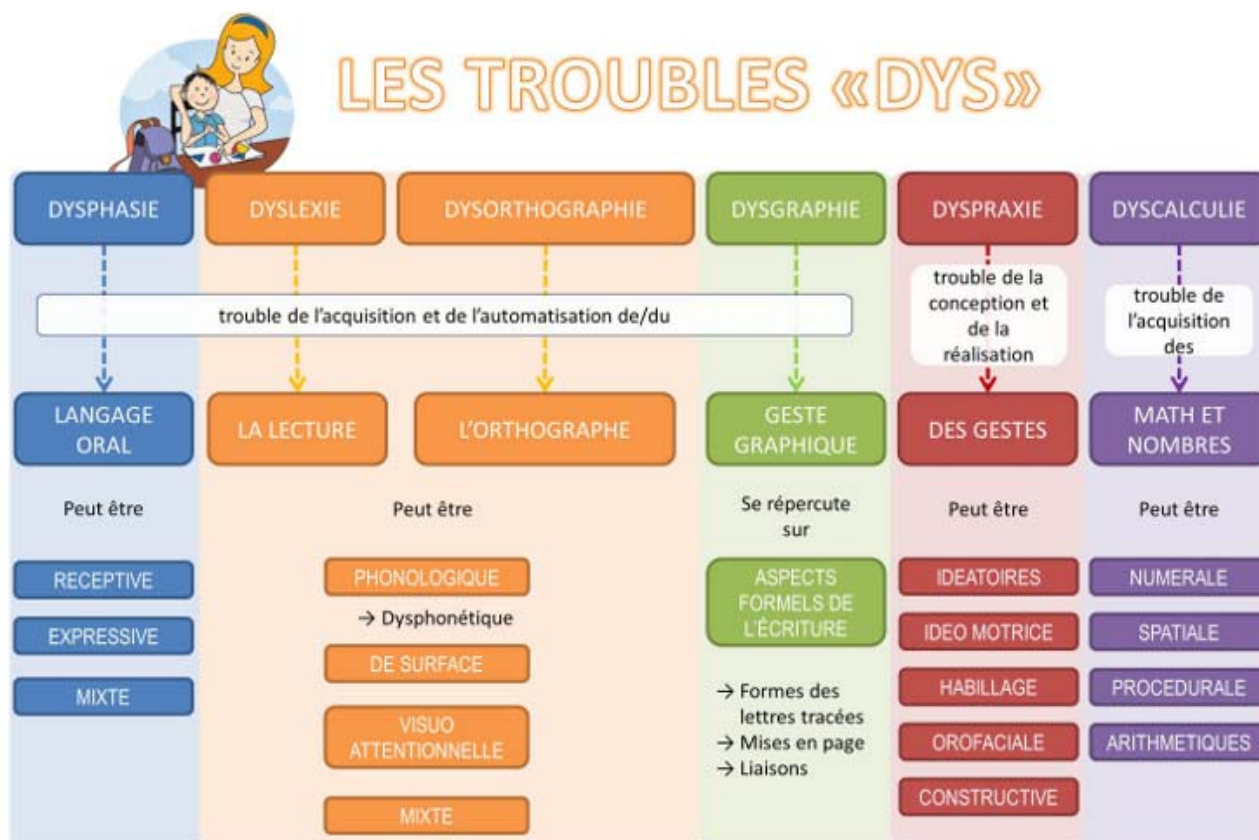 LES TROUBLES «DYS»
DYSPHASIE
DYSLEXIE
DYSORTHOGRAPHIE
DYSGRAPHIE
DYSPRAXIE
DYSCALCULIE
trouble de l'acquisition et de l'automatisation de/du
trouble de la
conception et
de la
réalisation
trouble de
l'acquisition
des
LANGAGE
ORAL
LA LECTURE
L'ORTHOGRAPHE
GESTE
GRAPHIQUE
DES GESTES
MATH ET
NOMBRES
Peut être
Peut être
Se répercute
sur
Peut être
Peut être
RECEPTIVE
EXPRESSIVE
MIXTE
PHONOLOGIQUE
→ Dysphonétique
DE SURFACE
VISUO
ATTENTIONNELLE
MIXTE
ASPECTS
FORMELS DE
L'ÉCRITURE
→ Formes des
lettres tracées
→ Mises en page
→ Liaisons
IDEATOIRES
IDEO MOTRICE
HABILLAGE
OROFACIALE
CONSTRUCTIVE
NUMERALE
SPATIALE
PROCEDURALE
ARITHMETIQUES